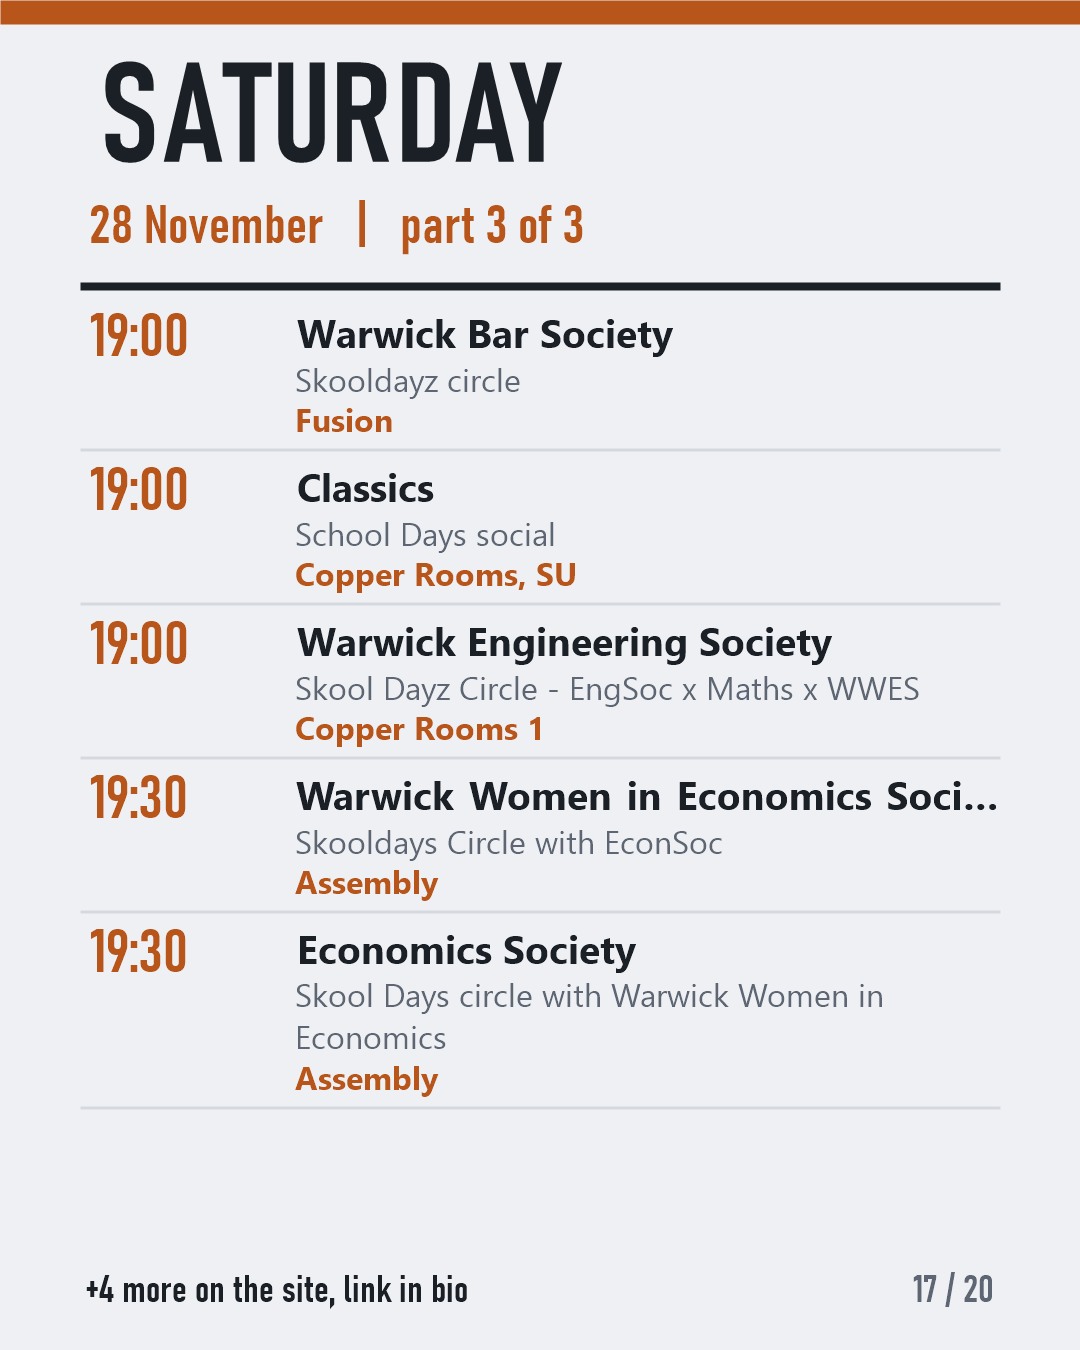 SATURDAY
28 November | part 3 of 3
19:00
Warwick Bar Society
Skooldayz circle
Fusion
19:00
Classics
School Days social
Copper Rooms, SU
19:00
Warwick Engineering Society
Skool Dayz Circle - EngSoc x Maths x WWES
Copper Rooms 1
19:30
Warwick Women in Economics Soci...
Skooldays Circle with EconSoc
Assembly
19:30
Economics Society
Skool Days circle with Warwick Women in
Economics
Assembly
+4 more on the site, link in bio
17 / 20